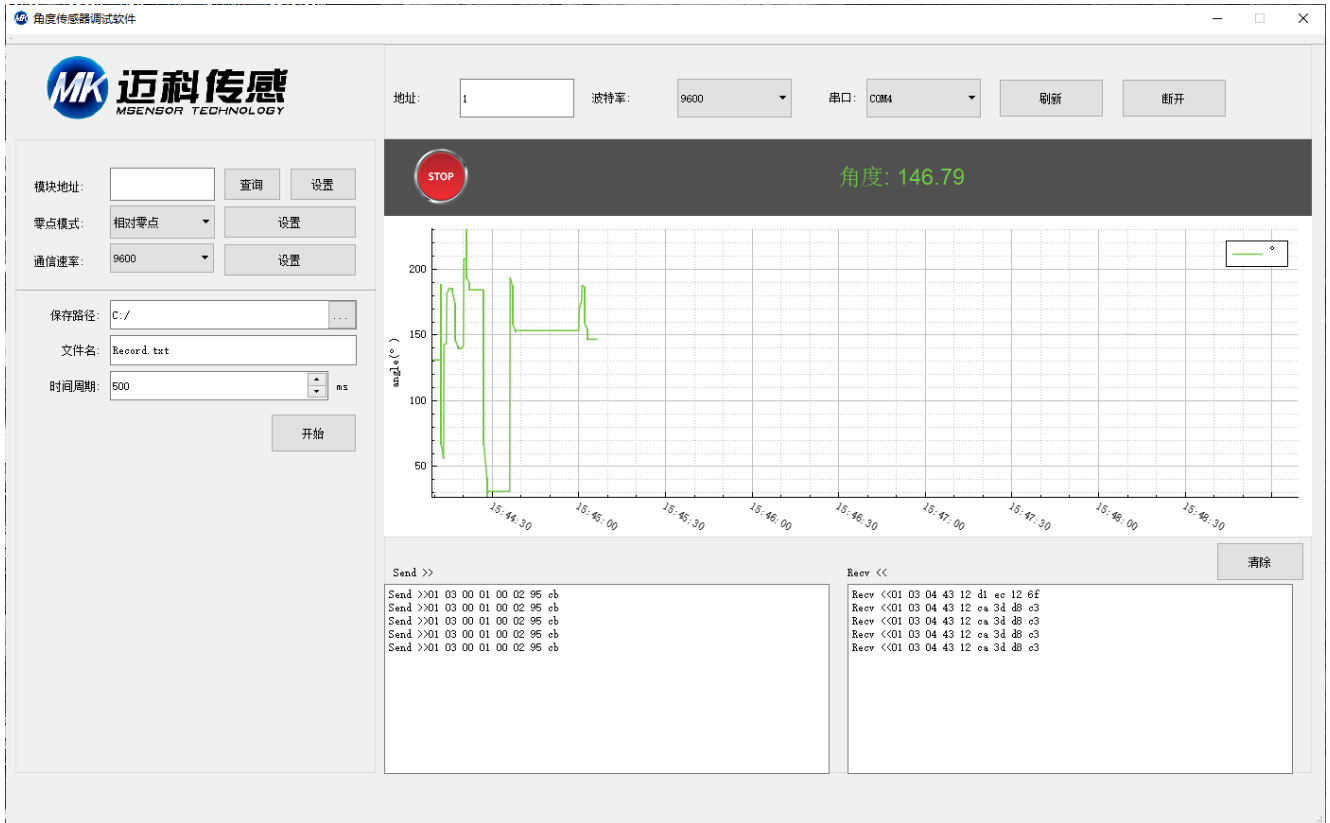 角度传感器调试软件
MK 迈科传感
MSENSOR TECHNOLOGY
地址: 1 波特率: 9600 串口: COM4 刷新 断开
模块地址: 查询 设置
零点模式: 相对零点 设置
通信速率: 9600 设置
保存路径: C:/ ...
文件名: Record.txt
时间周期: 500 ms
开始
STOP 角度: 146.79
°
angle(°)
200
150
100
50
15:44:30 15:45:00 15:45:30 15:46:00 15:46:30 15:47:00 15:47:30 15:48:00 15:48:30
清除
Send >>
Send >>01 03 00 01 00 02 95 cb
Send >>01 03 00 01 00 02 95 cb
Send >>01 03 00 01 00 02 95 cb
Send >>01 03 00 01 00 02 95 cb
Send >>01 03 00 01 00 02 95 cb
Recv <<
Recv <<01 03 04 43 12 d1 ec 12 6f
Recv <<01 03 04 43 12 ca 3d d8 c3
Recv <<01 03 04 43 12 ca 3d d8 c3
Recv <<01 03 04 43 12 ca 3d d8 c3
Recv <<01 03 04 43 12 ca 3d d8 c3